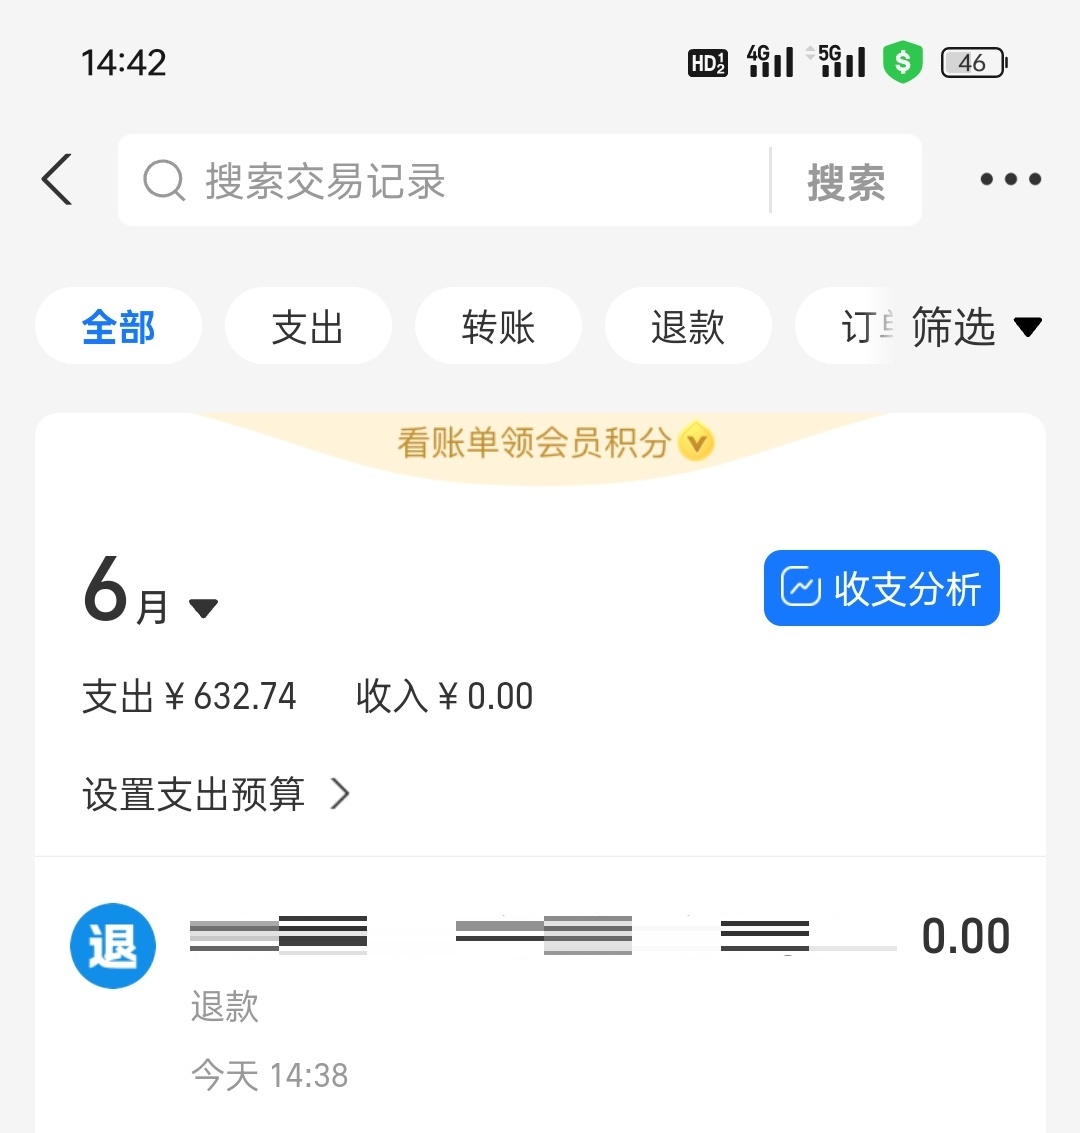 14:42 HD 1 2 4G 5G $ 46
搜索交易记录 搜索
全部 支出 转账 退款 订单 筛选
看账单领会员积分
6月 收支分析
支出 ¥ 632.74 收入 ¥ 0.00
设置支出预算
退 0.00
退款
今天 14:38